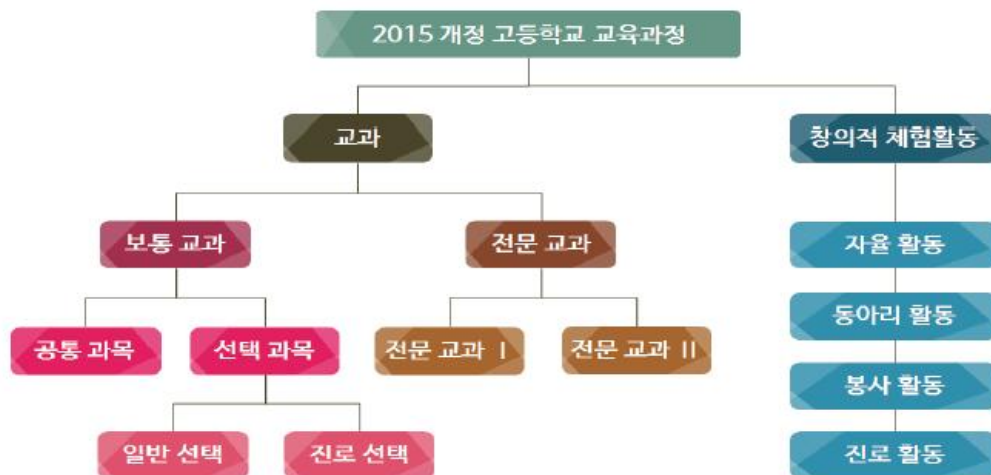 2015 개정 고등학교 교육과정
교과
창의적 체험활동
보통 교과
전문 교과
자율 활동
동아리 활동
공통 과목
선택 과목
전문 교과 Ⅰ
전문 교과 Ⅱ
봉사 활동
일반 선택
진로 선택
진로 활동